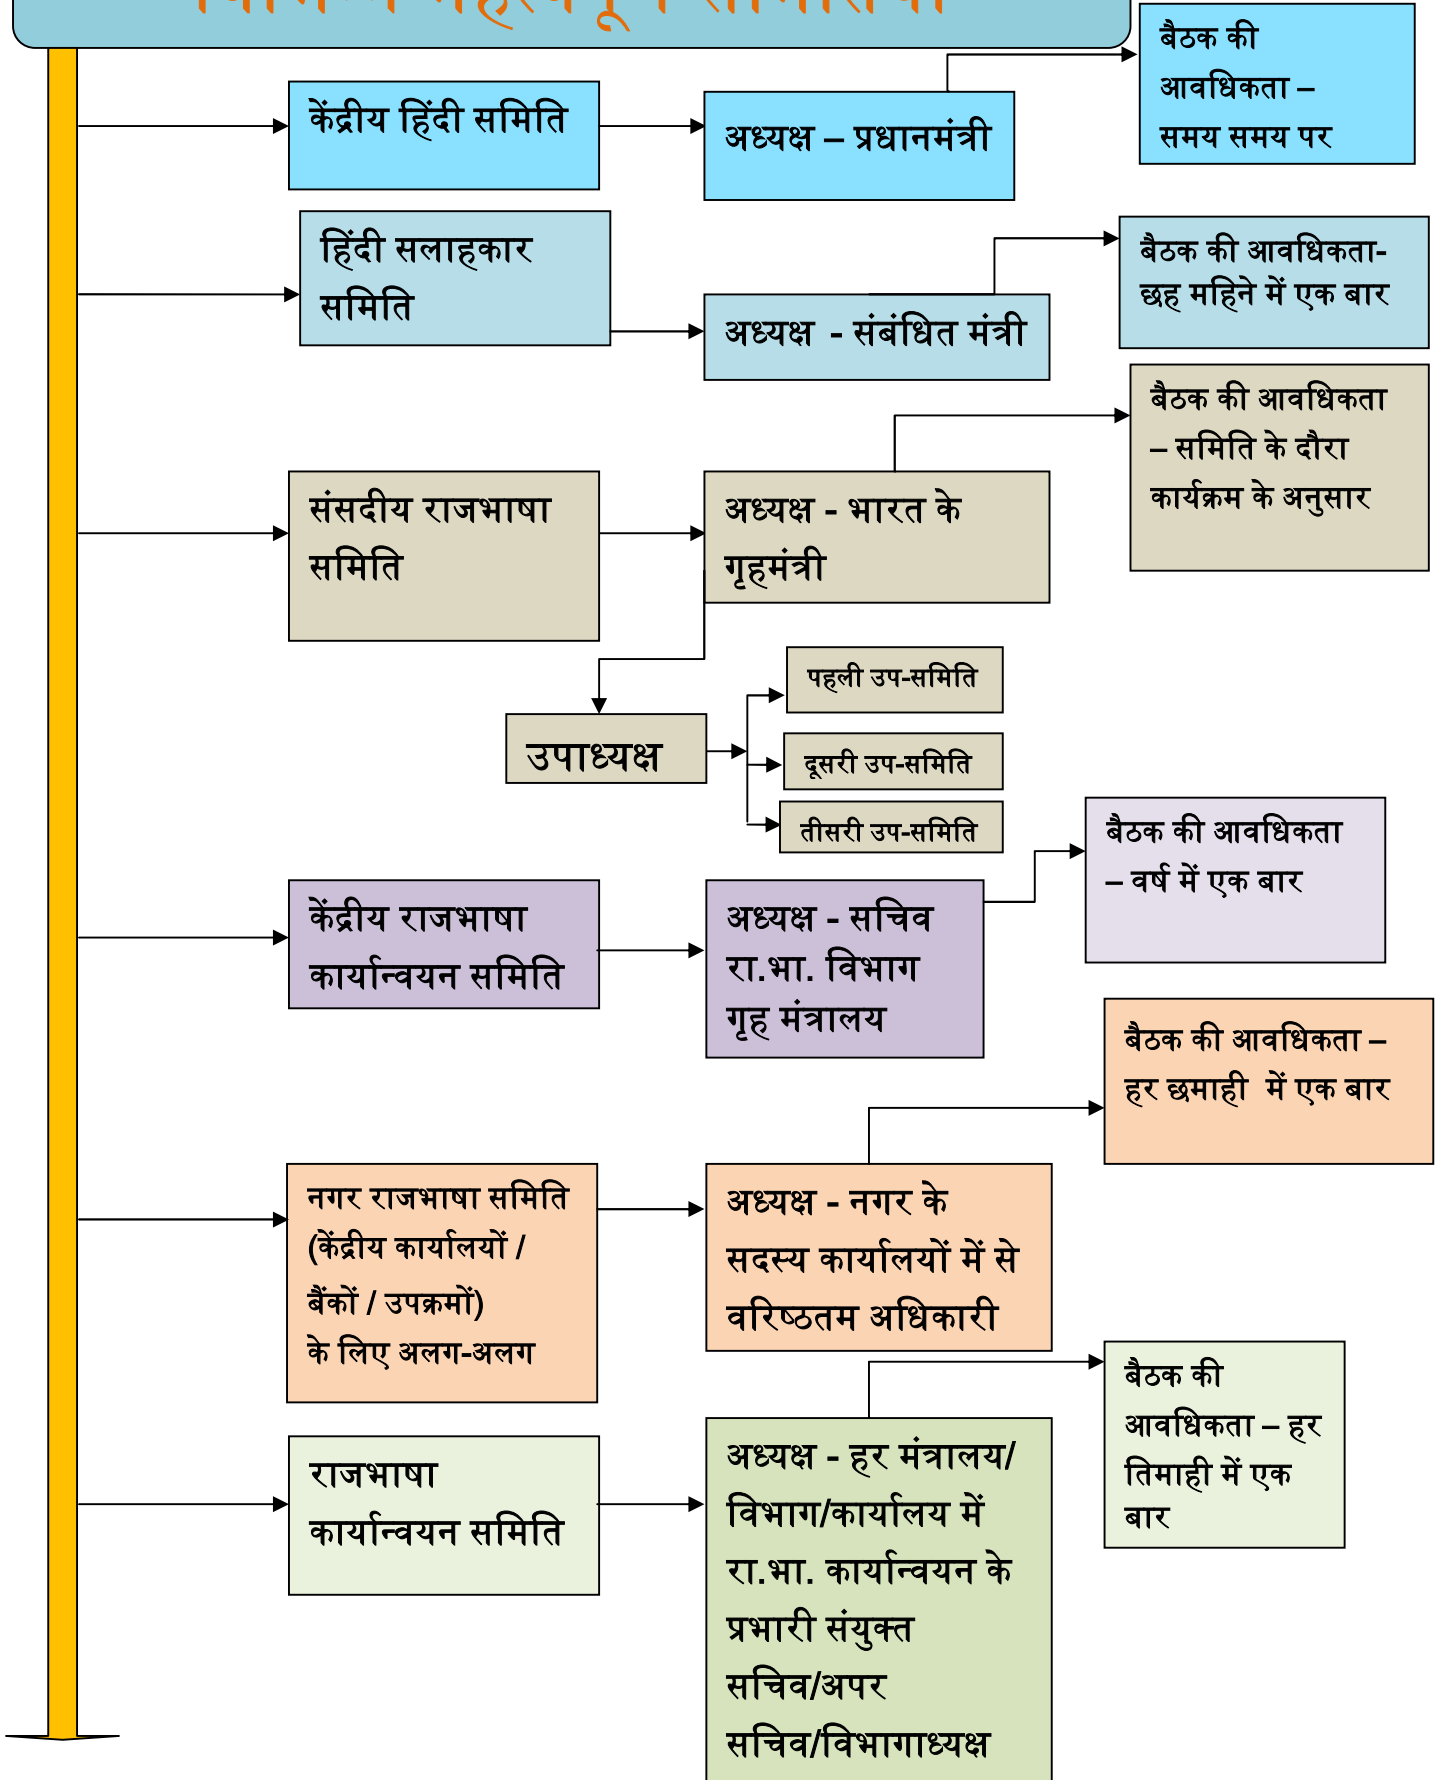 केंद्रीय हिंदी समिति
अध्यक्ष – प्रधानमंत्री
बैठक की
आवधिकता –
समय समय पर
हिंदी सलाहकार
समिति
अध्यक्ष - संबंधित मंत्री
बैठक की आवधिकता-
छह महिने में एक बार
संसदीय राजभाषा
समिति
अध्यक्ष - भारत के
गृहमंत्री
बैठक की आवधिकता
– समिति के दौरा
कार्यक्रम के अनुसार
उपाध्यक्ष
पहली उप-समिति
दूसरी उप-समिति
तीसरी उप-समिति
केंद्रीय राजभाषा
कार्यान्वयन समिति
अध्यक्ष - सचिव
रा.भा. विभाग
गृह मंत्रालय
बैठक की आवधिकता
– वर्ष में एक बार
नगर राजभाषा समिति
(केंद्रीय कार्यालयों /
बैंकों / उपक्रमों)
के लिए अलग-अलग
अध्यक्ष - नगर के
सदस्य कार्यालयों में से
वरिष्ठतम अधिकारी
बैठक की आवधिकता –
हर छमाही में एक बार
राजभाषा
कार्यान्वयन समिति
अध्यक्ष - हर मंत्रालय/
विभाग/कार्यालय में
रा.भा. कार्यान्वयन के
प्रभारी संयुक्त
सचिव/अपर
सचिव/विभागाध्यक्ष
बैठक की
आवधिकता – हर
तिमाही में एक
बार